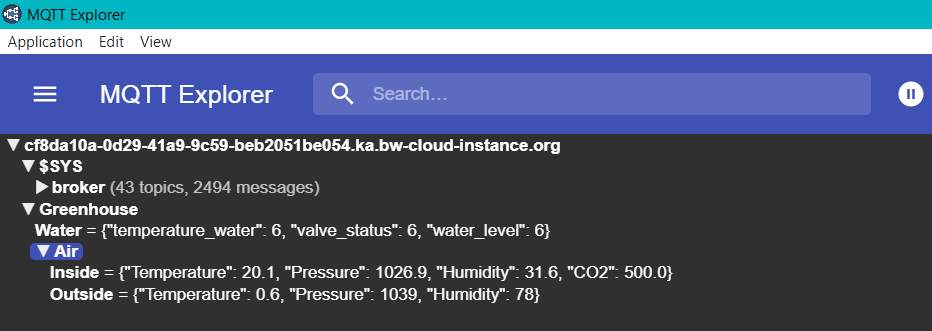 MQTT Explorer
Application Edit View
MQTT Explorer Search...
▼ cf8da10a-0d29-41a9-9c59-beb2051be054.ka.bw-cloud-instance.org
▼ $SYS
▶ broker (43 topics, 2494 messages)
▼ Greenhouse
Water = {"temperature_water": 6, "valve_status": 6, "water_level": 6}
▼ Air
Inside = {"Temperature": 20.1, "Pressure": 1026.9, "Humidity": 31.6, "CO2": 500.0}
Outside = {"Temperature": 0.6, "Pressure": 1039, "Humidity": 78}